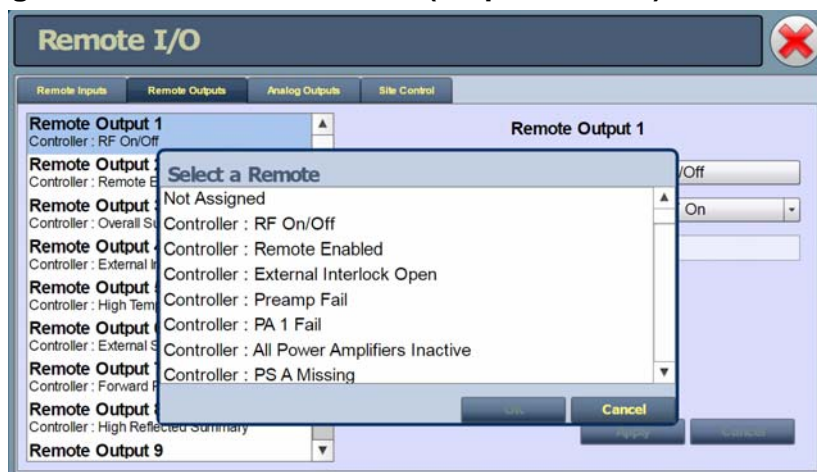 Remote I/O
Remote Inputs Remote Outputs Analog Outputs Site Control
Remote Output 1
Controller : RF On/Off
Remote Output
Controller : Remote E
Remote Output
Controller : Overall Su
Remote Output
Controller : External I
Remote Output
Controller : High Tem
Remote Output
Controller : External S
Remote Output
Controller : Forward
Remote Output
Controller : High Reflected Summary
Remote Output 9
Remote Output 1
/Off
On
Select a Remote
Not Assigned
Controller : RF On/Off
Controller : Remote Enabled
Controller : External Interlock Open
Controller : Preamp Fail
Controller : PA 1 Fail
Controller : All Power Amplifiers Inactive
Controller : PS A Missing
OK Cancel
Apply Cancel